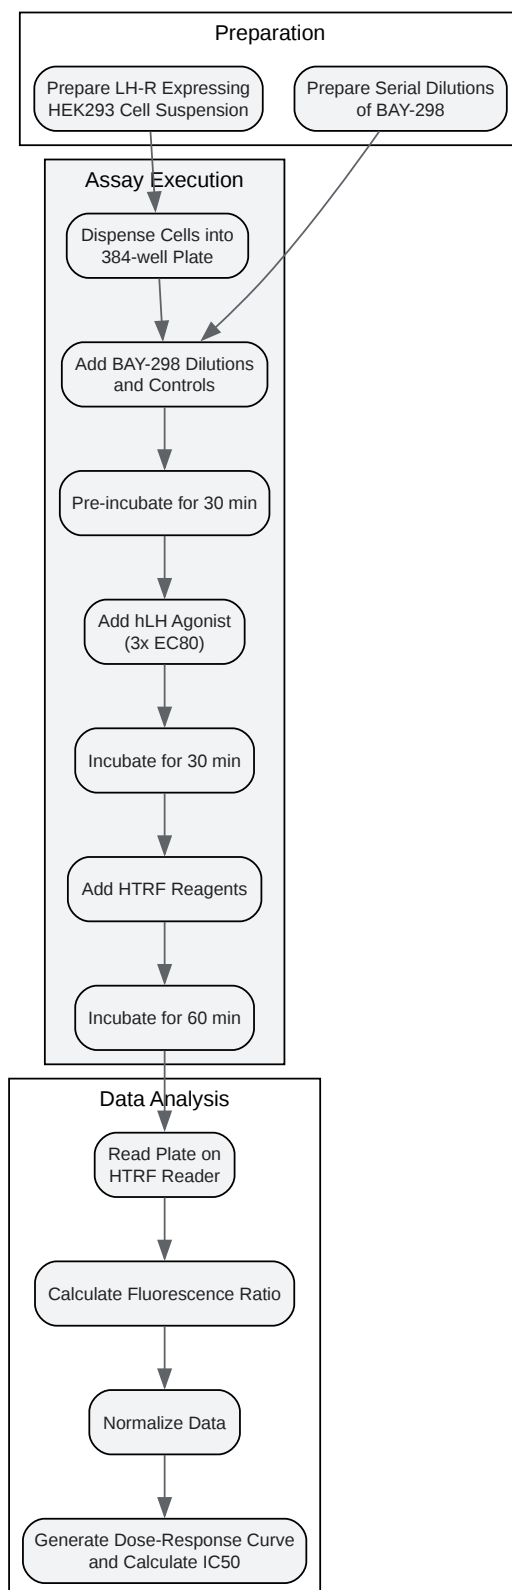 Preparation
Prepare LH-R Expressing
HEK293 Cell Suspension
Prepare Serial Dilutions
of BAY-298
Assay Execution
Dispense Cells into
384-well Plate
Add BAY-298 Dilutions
and Controls
Pre-incubate for 30 min
Add hLH Agonist
(3x EC80)
Incubate for 30 min
Add HTRF Reagents
Incubate for 60 min
Data Analysis
Read Plate on
HTRF Reader
Calculate Fluorescence Ratio
Normalize Data
Generate Dose-Response Curve
and Calculate IC50